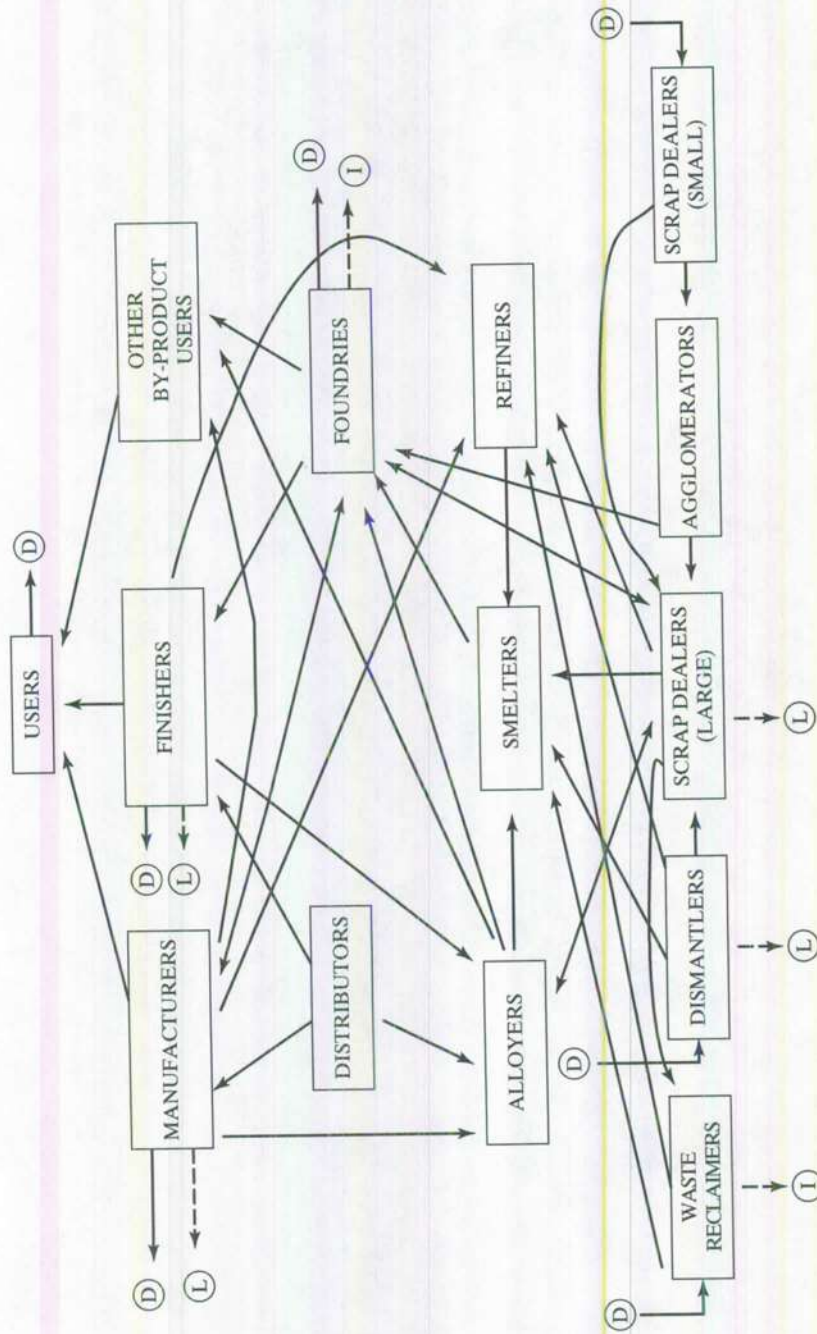 USERS
D
MANUFACTURERS
FINISHERS
OTHER
BY-PRODUCT
USERS
D
L
D
L
DISTRIBUTORS
FOUNDRIES
D
I
ALLOYERS
SMELTERS
REFINERS
D
D
D
WASTE
RECLAIMERS
DISMANTLERS
SCRAP DEALERS
(LARGE)
AGGLOMERATORS
SCRAP DEALERS
(SMALL)
I
L
L